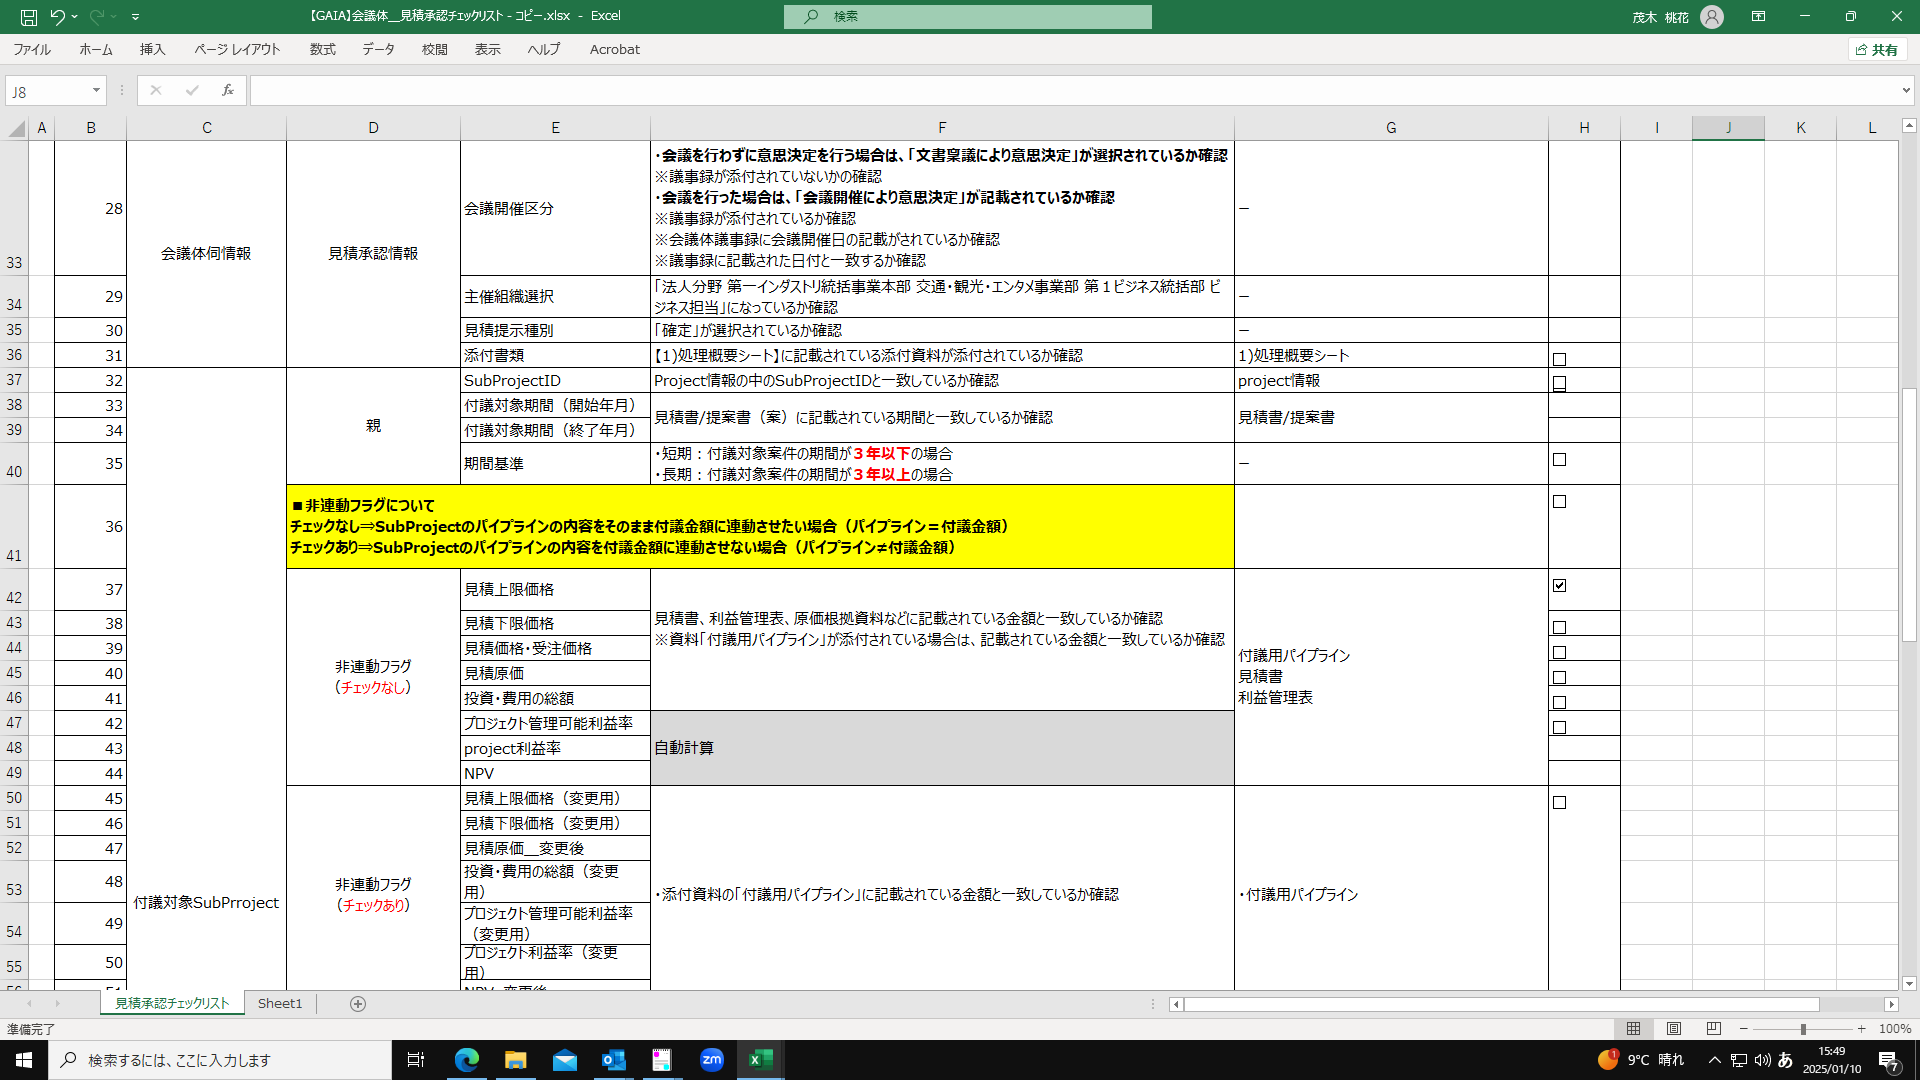 【GAIA】会議体__見積承認チェックリスト - コピー.xlsx - Excel
検索
茂木 桃花
ファイル ホーム 挿入 ページ レイアウト 数式 データ 校閲 表示 ヘルプ Acrobat
共有
J8
fx
A B C D E F G H I J K L
33
28
会議体伺情報
見積承認情報
会議開催区分
・会議を行わずに意思決定を行う場合は、「文書稟議により意思決定」が選択されているか確認
※議事録が添付されていないかの確認
・会議を行った場合は、「会議開催により意思決定」が記載されているか確認
※議事録が添付されているか確認
※会議体議事録に会議開催日の記載がされているか確認
※議事録に記載された日付と一致するか確認
－
34
29
主催組織選択
「法人分野 第一インダストリ統括事業本部 交通・観光・エンタメ事業部 第１ビジネス統括部 ビ
ジネス担当」になっているか確認
－
35
30
見積提示種別
「確定」が選択されているか確認
－
36
31
添付書類
【1)処理概要シート】に記載されている添付資料が添付されているか確認
1)処理概要シート
37
32
付議対象SubPrroject
親
SubProjectID
Project情報の中のSubProjectIDと一致しているか確認
project情報
38
33
付議対象期間（開始年月）
見積書/提案書（案）に記載されている期間と一致しているか確認
見積書/提案書
39
34
付議対象期間（終了年月）
40
35
期間基準
・短期：付議対象案件の期間が３年以下の場合
・長期：付議対象案件の期間が３年以上の場合
－
41
36
■非連動フラグについて
チェックなし⇒SubProjectのパイプラインの内容をそのまま付議金額に連動させたい場合（パイプライン＝付議金額）
チェックあり⇒SubProjectのパイプラインの内容を付議金額に連動させない場合（パイプライン≠付議金額）
42
37
非連動フラグ
（チェックなし）
見積上限価格
見積書、利益管理表、原価根拠資料などに記載されている金額と一致しているか確認
※資料「付議用パイプライン」が添付されている場合は、記載されている金額と一致しているか確認
付議用パイプライン
見積書
利益管理表
43
38
見積下限価格
44
39
見積価格・受注価格
45
40
見積原価
46
41
投資・費用の総額
47
42
プロジェクト管理可能利益率
自動計算
48
43
project利益率
49
44
NPV
50
45
非連動フラグ
（チェックあり）
見積上限価格（変更用）
・添付資料の「付議用パイプライン」に記載されている金額と一致しているか確認
・付議用パイプライン
51
46
見積下限価格（変更用）
52
47
見積原価__変更後
53
48
投資・費用の総額（変更
用）
54
49
プロジェクト管理可能利益率
（変更用）
55
50
プロジェクト利益率（変更
用）
見積承認チェックリスト Sheet1
準備完了
100%
検索するには、ここに入力します
zm
1
9°C 晴れ
あ
15:49
2025/01/10
7